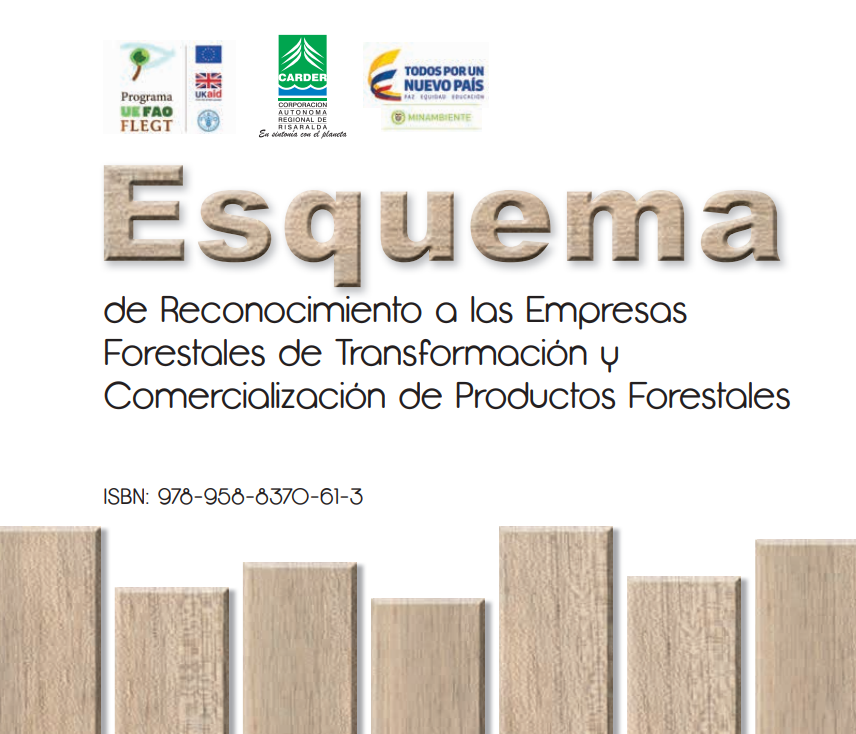 Programa
UE FAO
FLEGT
UKaid
CARDER
CORPORACION
AUTONOMA
REGIONAL DE
RISARALDA
En sintonía con el planeta
TODOS POR UN
NUEVO PAÍS
PAZ EQUIDAD EDUCACIÓN
MINAMBIENTE
Esquema
de Reconocimiento a las Empresas
Forestales de Transformación y
Comercialización de Productos Forestales
ISBN: 978-958-8370-61-3